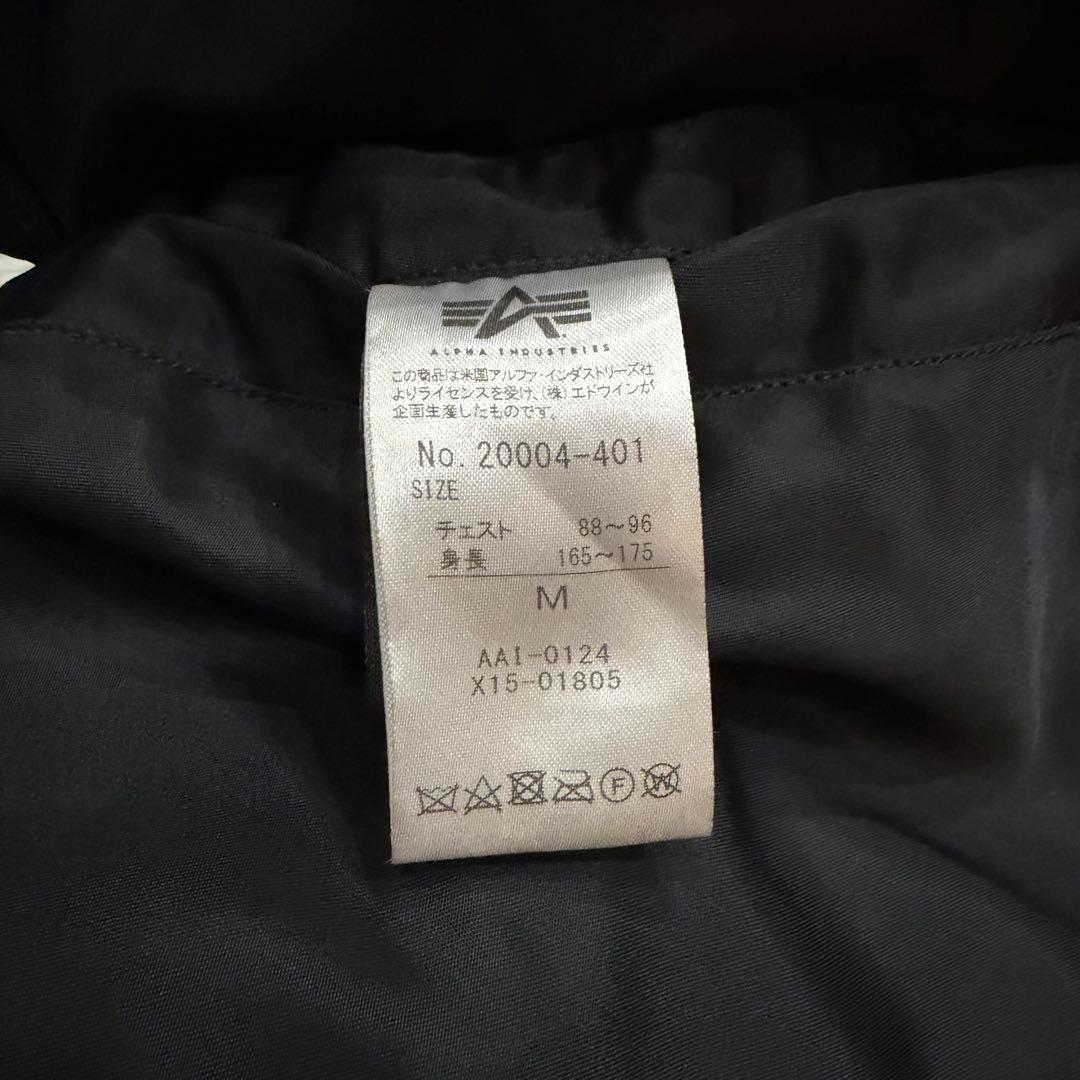 ALPHA INDUSTRIES
この商品は米国アルファ・インダストリーズ社
よりライセンスを受け、(株)エドウインが
企画生産したものです。
No. 20004-401
SIZE
チェスト 88～96
身長 165～175
M
AAI-0124
X15-01805
F W